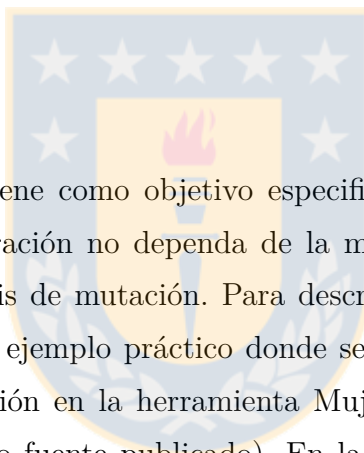 ene como objetivo especifi
ración no dependa de la m
is de mutación. Para descr
ejemplo práctico donde se
ión en la herramienta Muj
o fuente publicado). En la